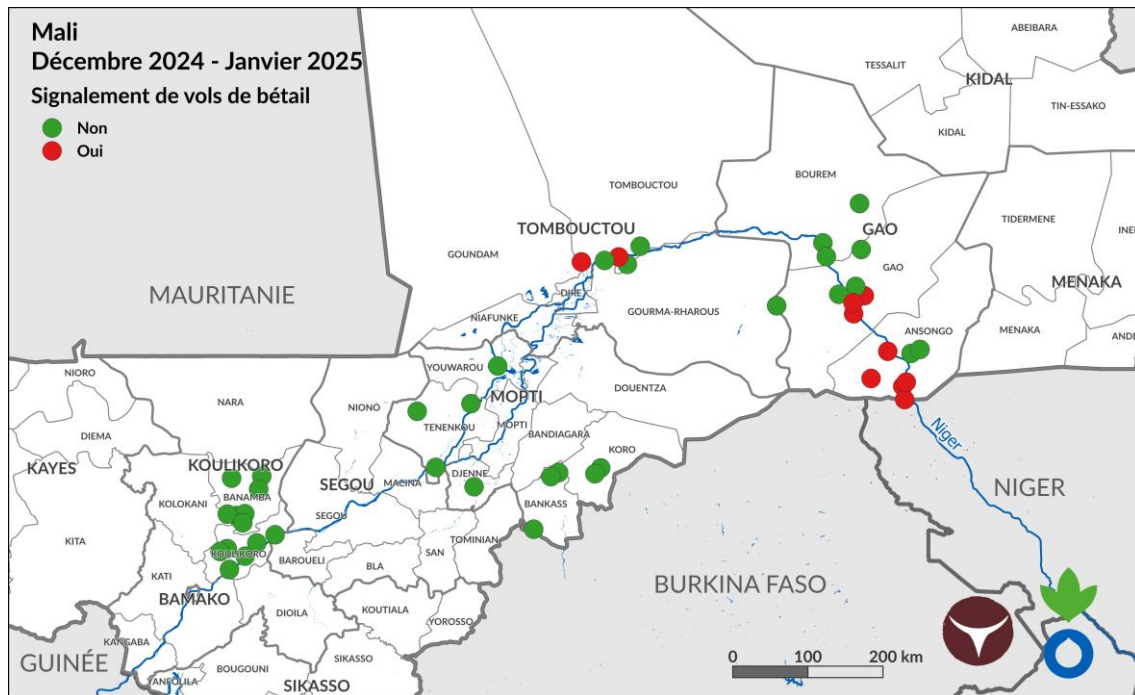 Mali
Décembre 2024 - Janvier 2025
Signalement de vols de bétail
Non
Oui
ABEIBARA
TESSALIT
KIDAL
TIN-ESSAKO
KIDAL
BOUREM
TOMBOUCTOU
TIDERMENE
TOMBOUCTOU
GAO
GOUNDAM
GAO
MENAKA
MAURITANIE
DIRE
NIAFUNKE
GOURMA-RHAROUS
ANSONGO
MENAKA
YOUWAROU
NIORO
DOUENTZA
NARA
NIONO
MOPTI
TENENKOU
MOPTI
BANDIAGARA
DIEMA
Niger
KORO
KAYES
KOULIKORO
SEGOU
DJENNE
MACINA
NIGER
BANAMBA
KOLOKANI
BANKASS
SEGOU
KITA
TOMINIAN
SAN
KOULIKORO
BAROUELI
BLA
KATI
BURKINA FASO
BAMAKO
DIOILA
KOUTIALA
YOROSSO
KANGABA
GUINÉE
BOUGOUNI
SIKASSO
YANFOLILA
SIKASSO
0 100 200 km